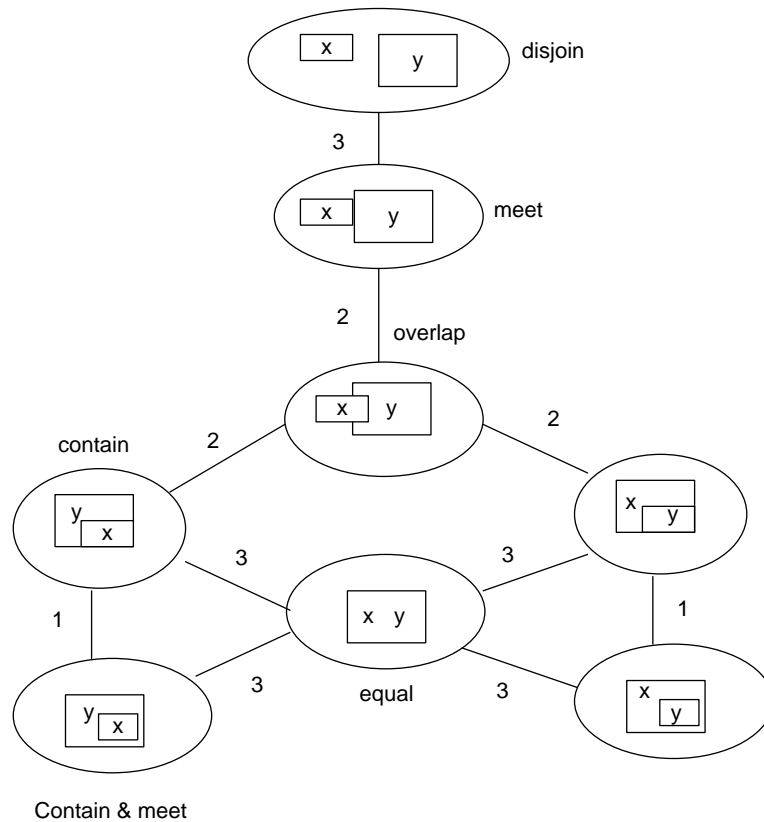 x y disjoin
3
x y meet
2
overlap
x y
contain
2 2
y x
x y
3 3
1 1
x y
3 3
equal
y x
x y
Contain & meet